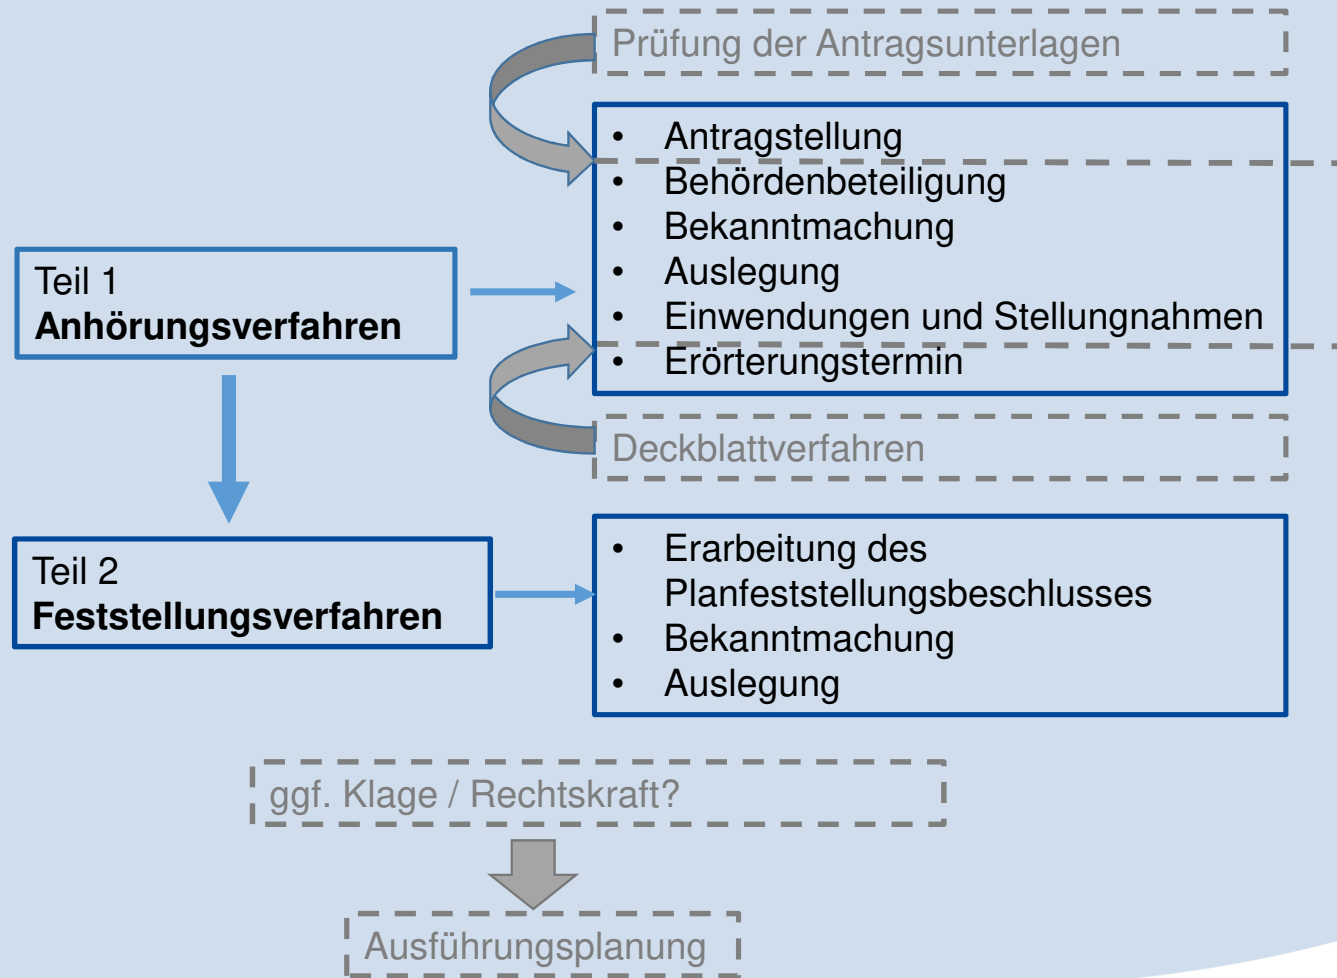 Prüfung der Antragsunterlagen
• Antragstellung
• Behördenbeteiligung
• Bekanntmachung
• Auslegung
• Einwendungen und Stellungnahmen
• Erörterungstermin
Teil 1
Anhörungsverfahren
Deckblattverfahren
Teil 2
Feststellungsverfahren
• Erarbeitung des
Planfeststellungsbeschlusses
• Bekanntmachung
• Auslegung
ggf. Klage / Rechtskraft?
Ausführungsplanung